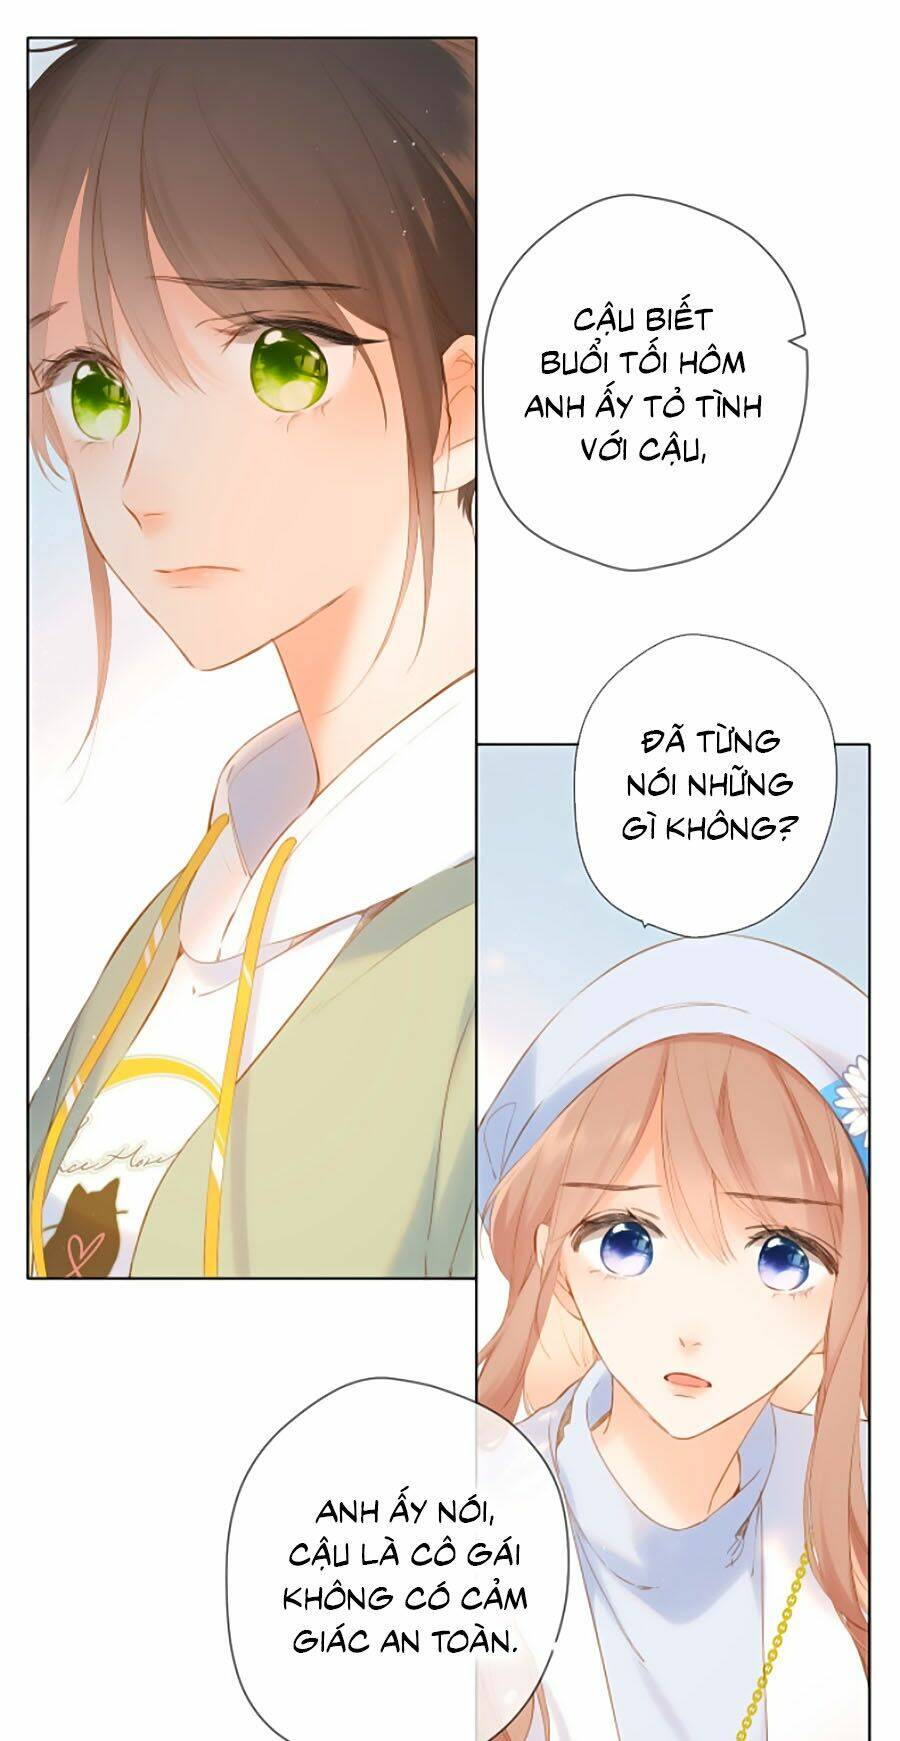 CẬU BIẾT
BUỔI TỐI HÔM
ANH ẤY TỎ TÌNH
VỚI CẬU,
ĐÃ TỪNG
NÓI NHỮNG
GÌ KHÔNG?
ANH ẤY NÓI,
CẬU LÀ CÔ GÁI
KHÔNG CÓ CẢM
GIÁC AN TOÀN.